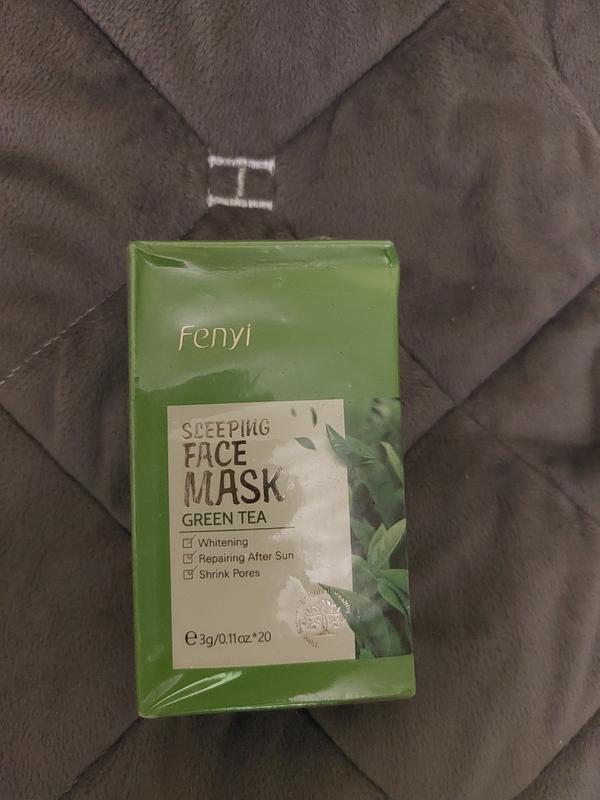 Fenyi
SLEEPING
FACE
MASK
GREEN TEA
Whitening
Repairing After Sun
Shrink Pores
e 3g/0.11oz.*20